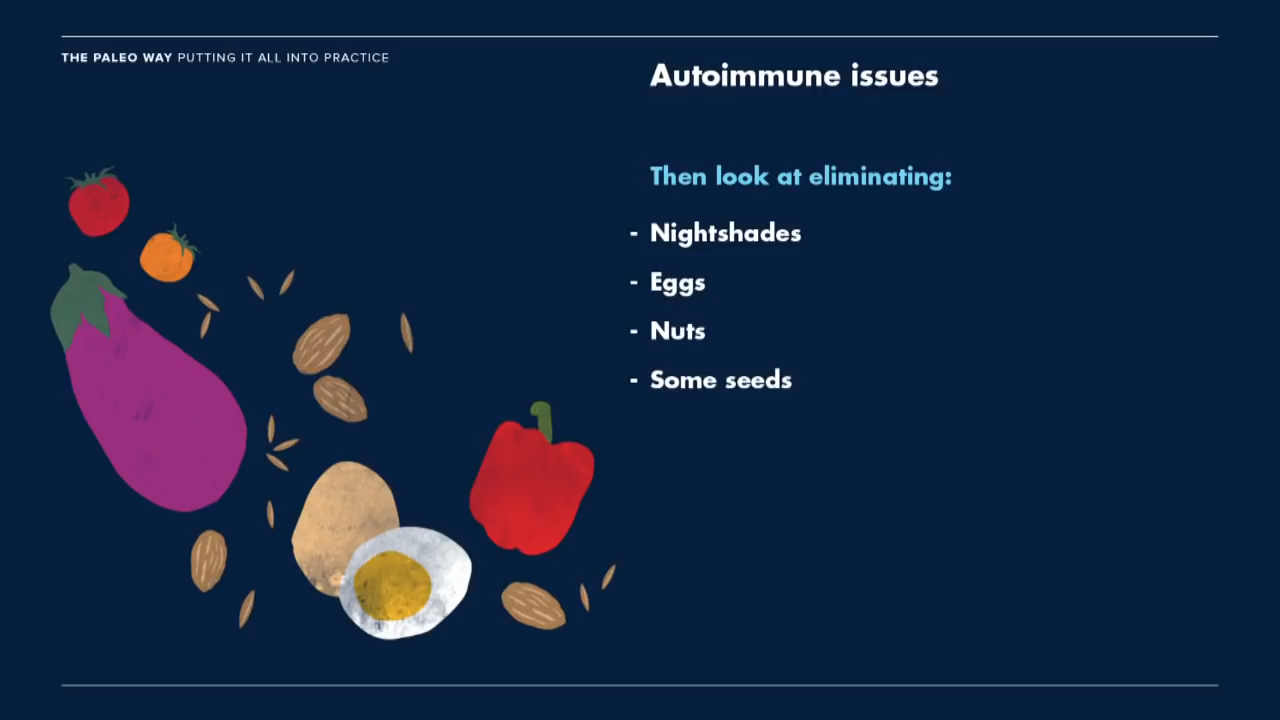 THE PALEO WAY PUTTING IT ALL INTO PRACTICE
Autoimmune issues
Then look at eliminating:
- Nightshades
- Eggs
- Nuts
- Some seeds